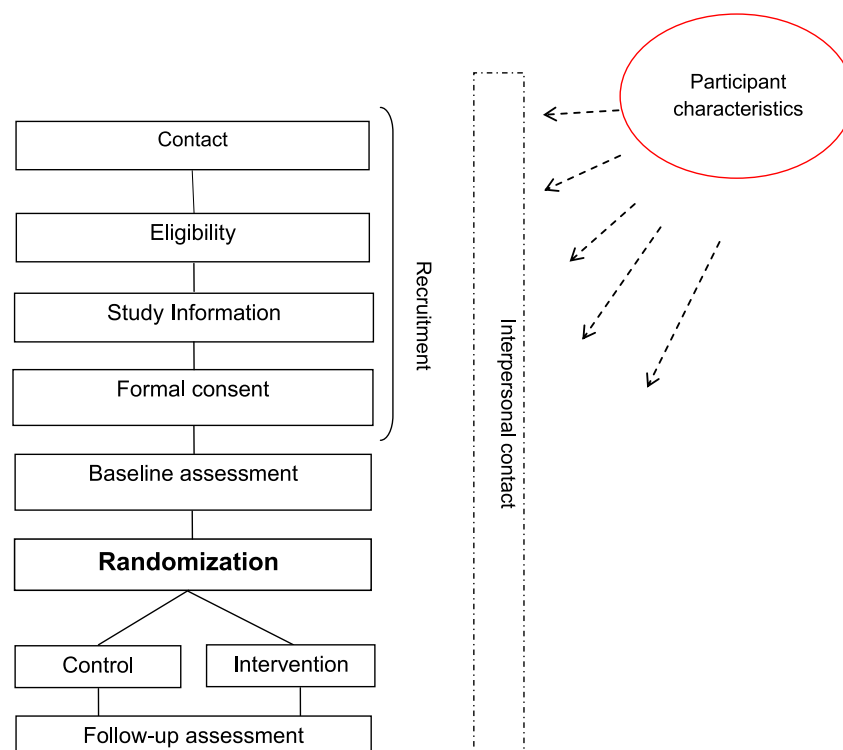 Contact
Eligibility
Study Information
Formal consent
Baseline assessment
Randomization
Control
Intervention
Follow-up assessment
Recruitment
Interpersonal contact
Participant
characteristics